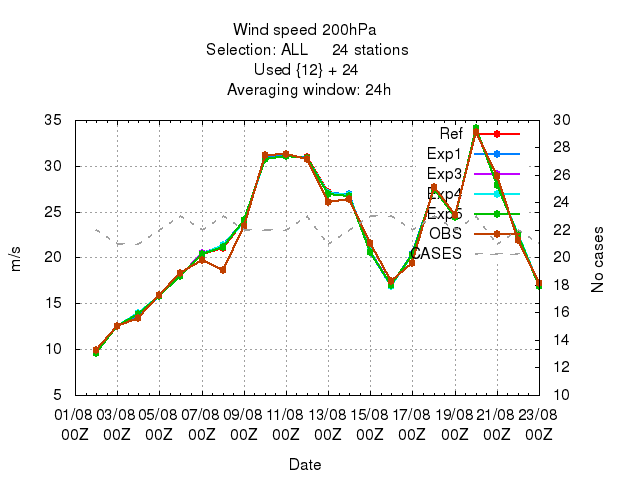 Wind speed 200hPa
Selection: ALL 24 stations
Used {12} + 24
Averaging window: 24h
35 30
30 28
25 26
20 24
15 22
10 20
5 18
16
14
12
10
m/s
No cases
Ref
Exp1
Exp3
Exp4
Exp5
OBS
CASES
01/08 03/08 05/08 07/08 09/08 11/08 13/08 15/08 17/08 19/08 21/08 23/08
00Z 00Z 00Z 00Z 00Z 00Z 00Z 00Z 00Z 00Z 00Z 00Z
Date